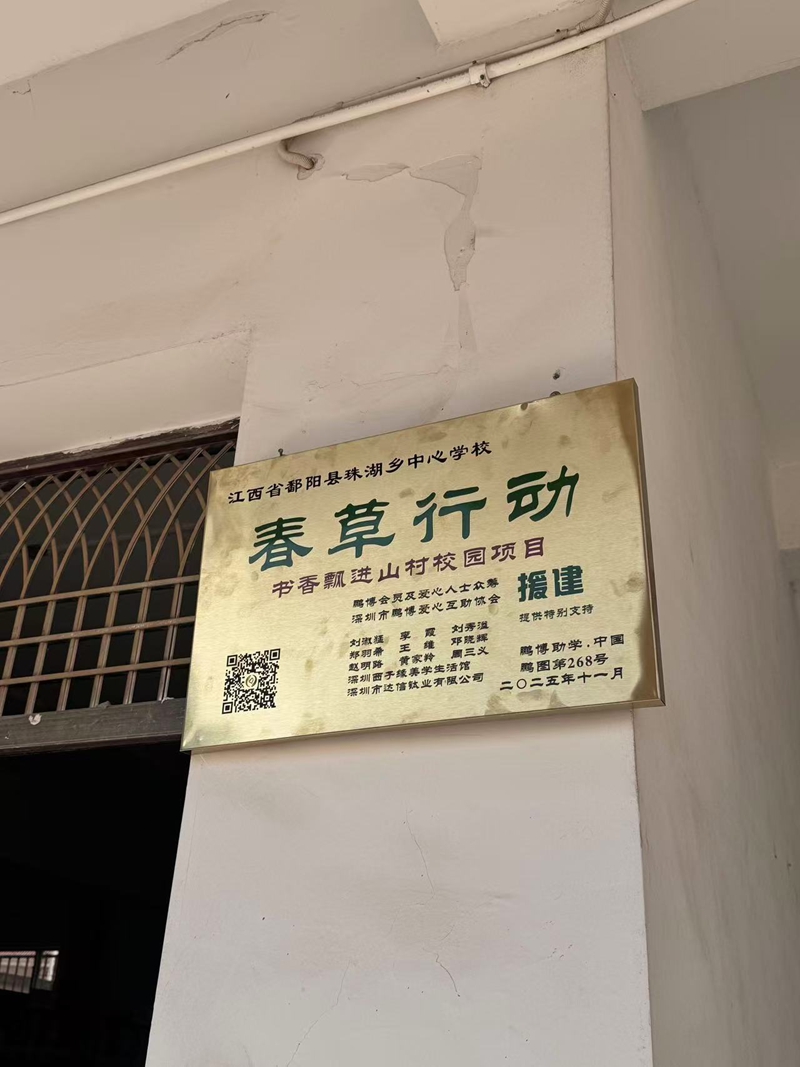 江西省鄱阳县珠湖乡中心学校
春草行动
书香飘进山村校园项目
鹏博会员及爱心人士众筹 援建
深圳市鹏博爱心互助协会 提供特别支持
刘淑猛 李霞 刘秀溢
郑羽希 王维 邓晓辉
赵明路 黄家羚 周三义
深圳西子缘美学生活馆
深圳市达信钛业有限公司
鹏博助学,中国
鹏图第268号
二〇二五年十一月